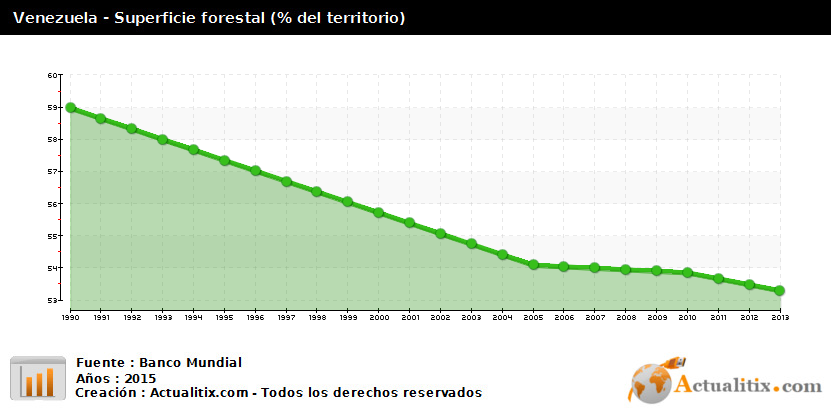 Venezuela - Superficie forestal (% del territorio)
60
59
58
57
56
55
54
53
1990 1991 1992 1993 1994 1995 1996 1997 1998 1999 2000 2001 2002 2003 2004 2005 2006 2007 2008 2009 2010 2011 2012 2013
Fuente : Banco Mundial
Años : 2015
Creación : Actualitix.com - Todos los derechos reservados
Actualitix.com